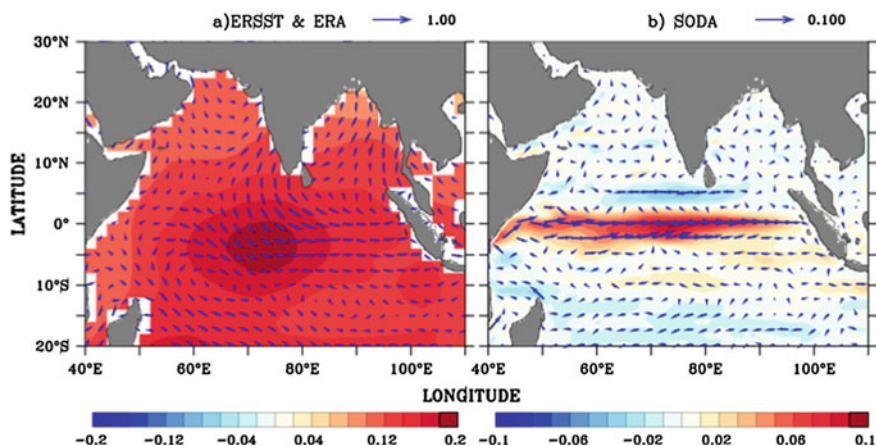 a)ERSST & ERA 1.00 b) SODA 0.100
30°N
20°N
10°N
0°
10°S
20°S
LATITUDE
40°E 60°E 80°E 100°E 40°E 60°E 80°E 100°E
LONGITUDE
-0.2 -0.12 -0.04 0.04 0.12 0.2 -0.1 -0.06 -0.02 0.02 0.06 0.1